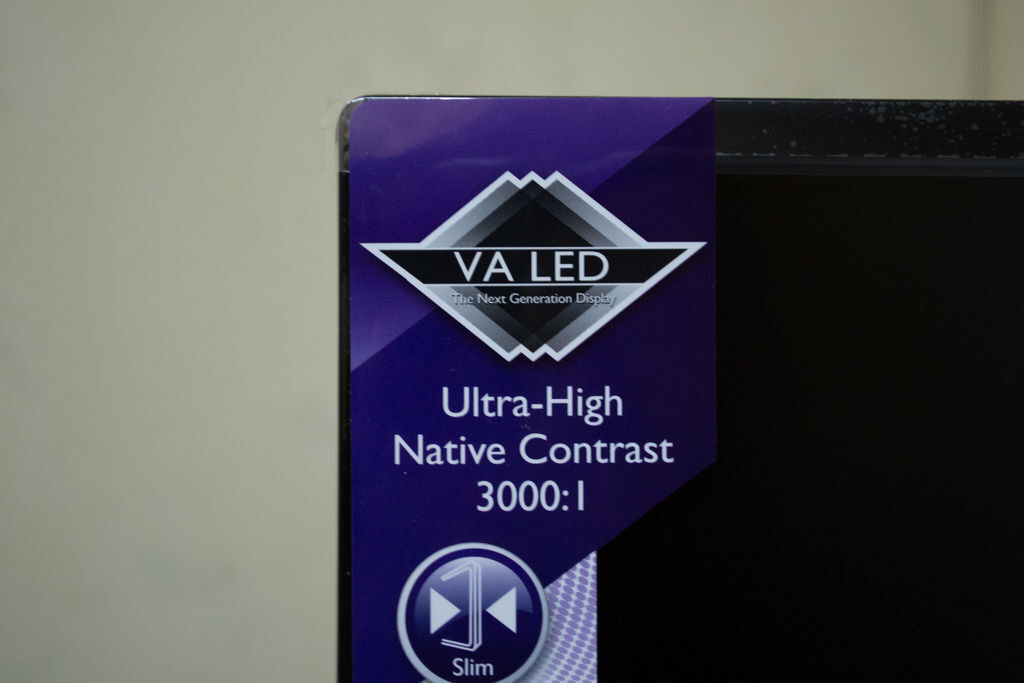 VA LED
The Next Generation Display
Ultra-High
Native Contrast
3000:1
Slim